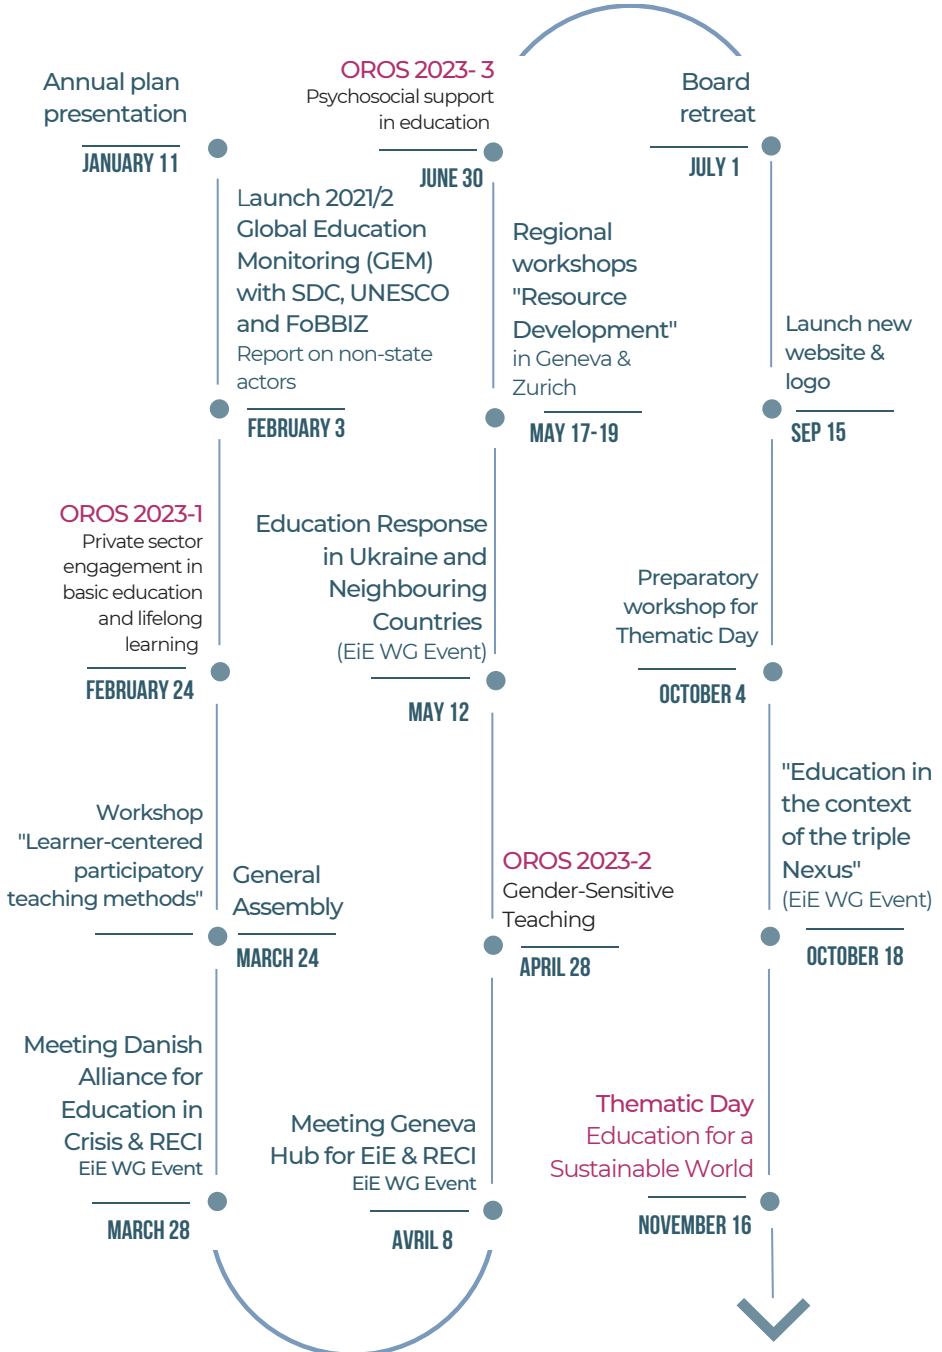 Annual plan
presentation
JANUARY 11
Launch 2021/2
Global Education
Monitoring (GEM)
with SDC, UNESCO
and FoBBIZ
Report on non-state
actors
FEBRUARY 3
OROS 2023-1
Private sector
engagement in
basic education
and lifelong
learning
FEBRUARY 24
Workshop
"Learner-centered
participatory
teaching methods"
General
Assembly
MARCH 24
Meeting Danish
Alliance for
Education in
Crisis & RECI
EiE WG Event
MARCH 28
Meeting Geneva
Hub for EiE & RECI
EiE WG Event
AVRIL 8
OROS 2023-2
Gender-Sensitive
Teaching
APRIL 28
Education Response
in Ukraine and
Neighbouring
Countries
(EiE WG Event)
MAY 12
Regional
workshops
"Resource
Development"
in Geneva &
Zurich
MAY 17-19
OROS 2023- 3
Psychosocial support
in education
JUNE 30
Board
retreat
JULY 1
Launch new
website &
logo
SEP 15
Preparatory
workshop for
Thematic Day
OCTOBER 4
"Education in
the context
of the triple
Nexus"
(EiE WG Event)
OCTOBER 18
Thematic Day
Education for a
Sustainable World
NOVEMBER 16